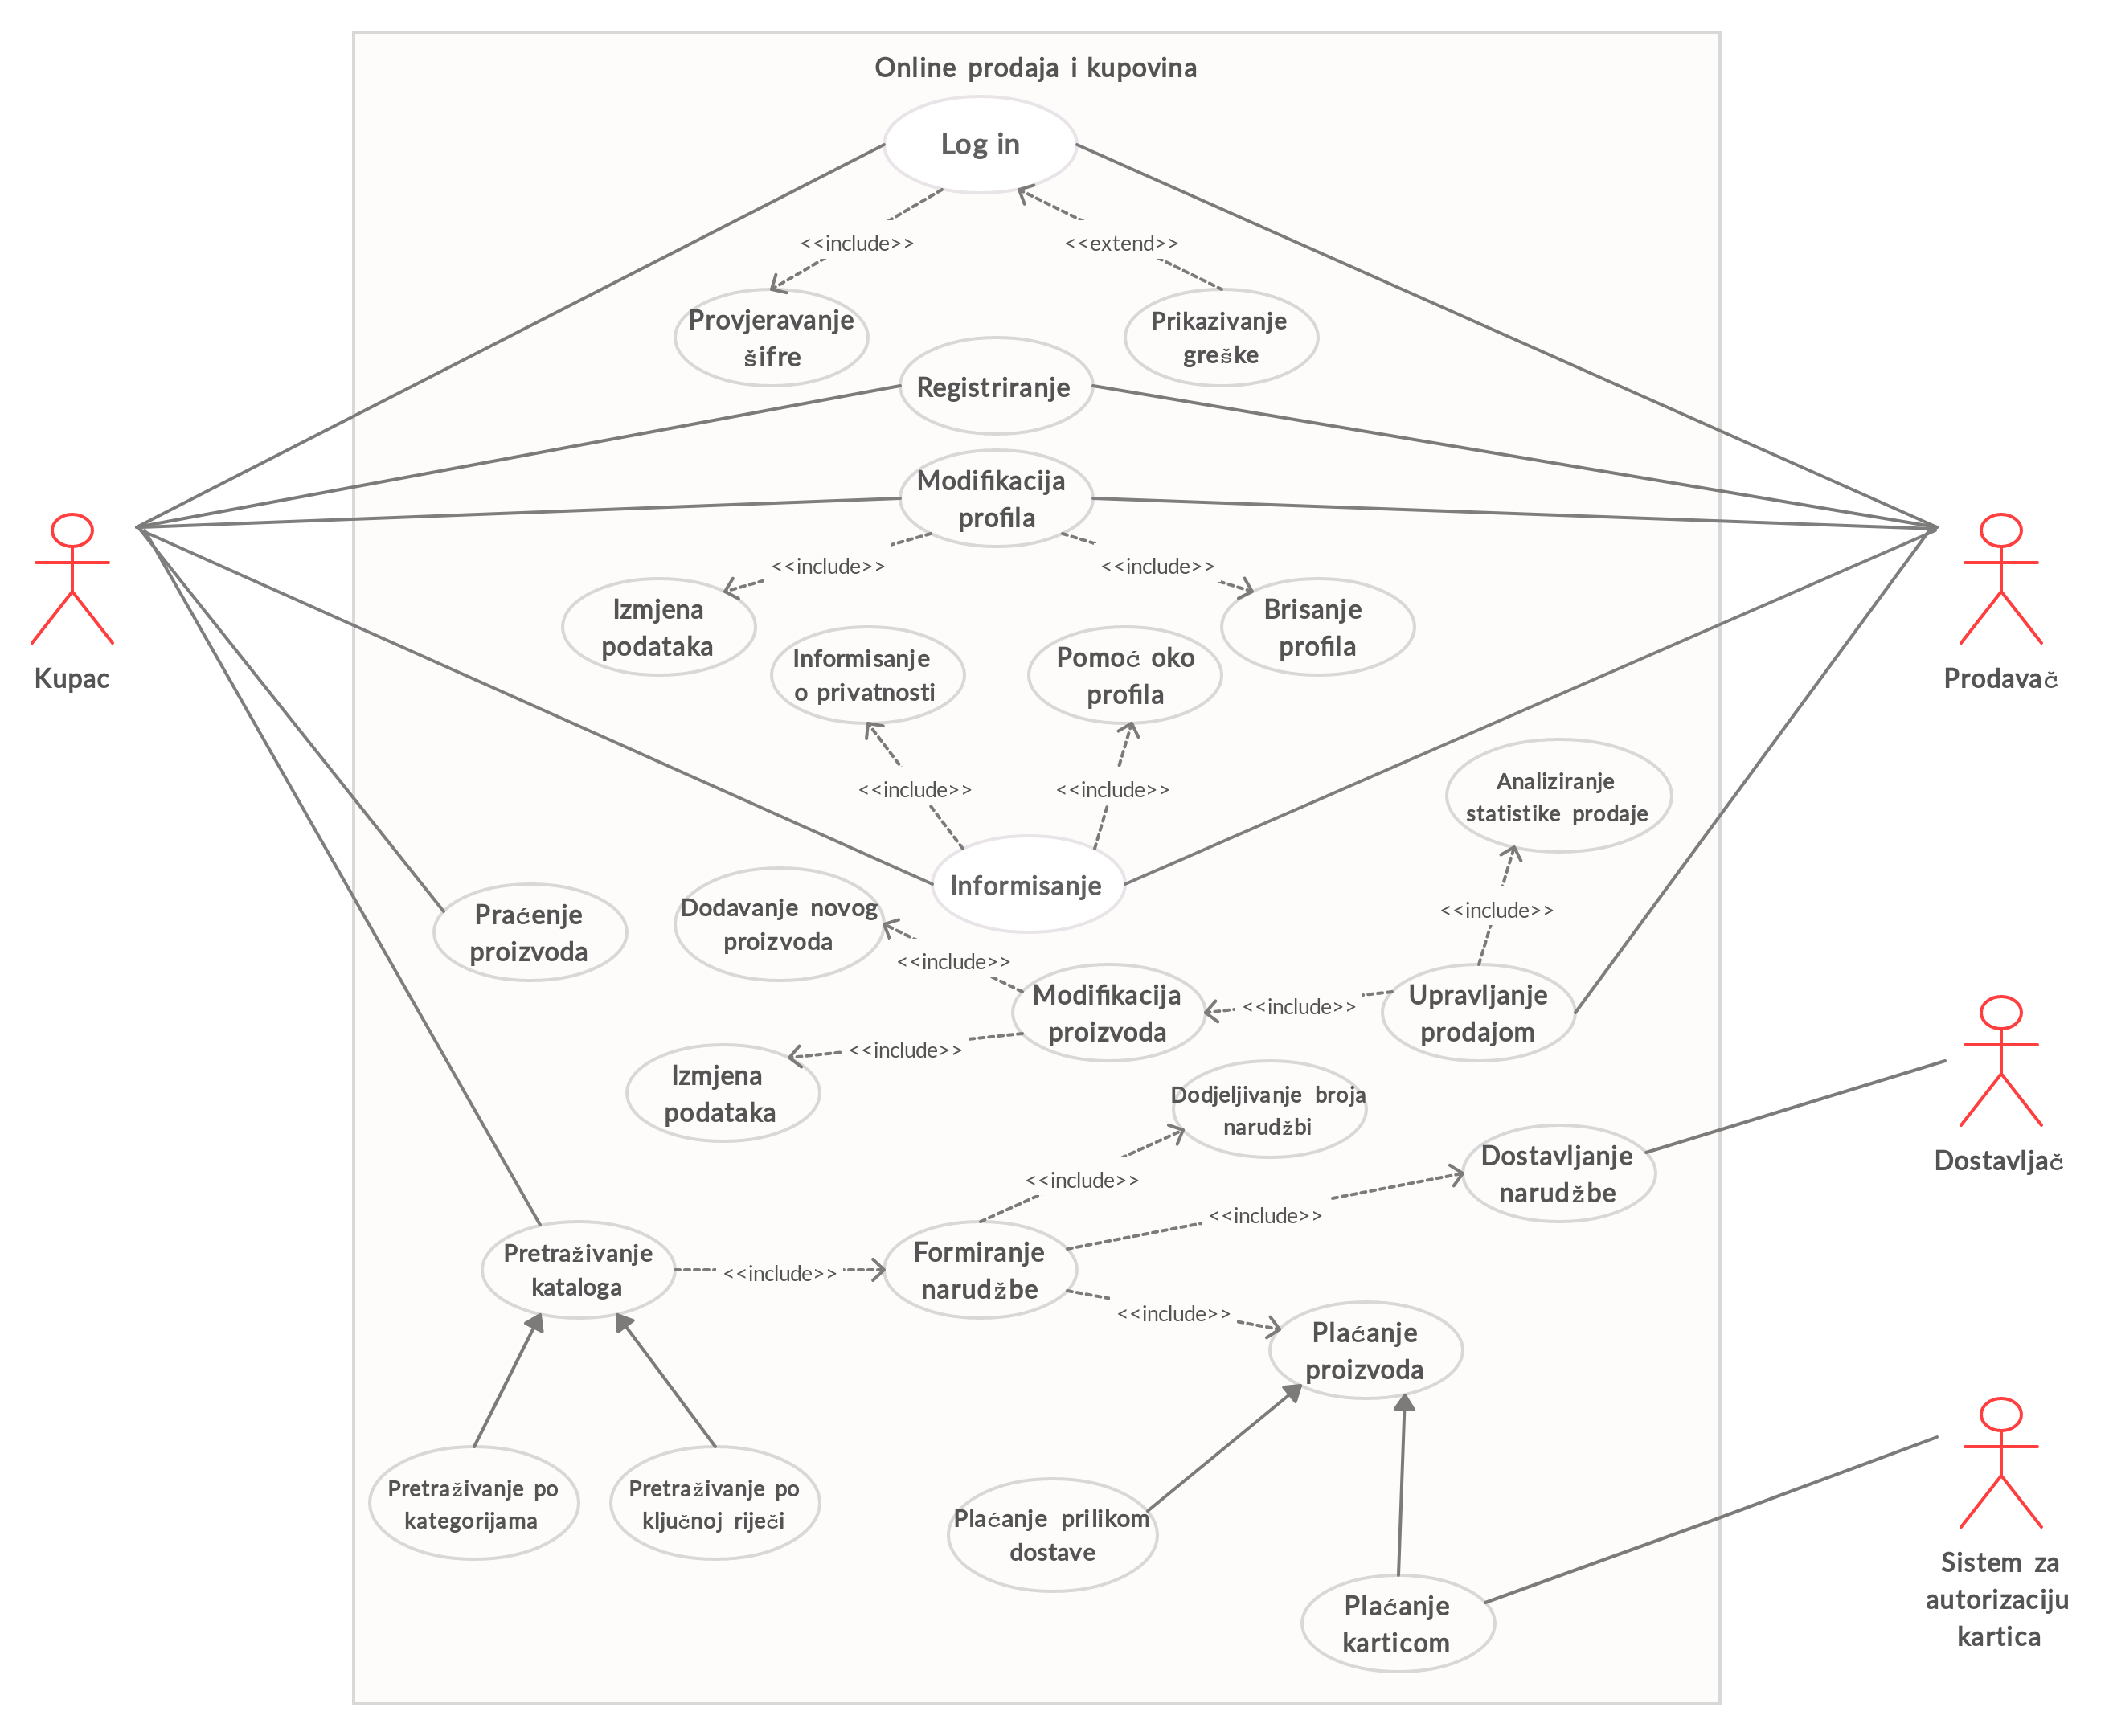 Online prodaja i kupovina
Log in
<<include>>
<<extend>>
Provjeravanje
šifre
Prikazivanje
greške
Registriranje
Modifikacija
profila
<<include>>
<<include>>
Izmjena
podataka
Brisanje
profila
Informisanje
o privatnosti
Pomoć oko
profila
Kupac
Prodavač
<<include>>
<<include>>
Analiziranje
statistike prodaje
Informisanje
Praćenje
proizvoda
Dodavanje novog
proizvoda
<<include>>
<<include>>
Modifikacija
proizvoda
<<include>>
Upravljanje
prodajom
<<include>>
Izmjena
podataka
Dodjeljivanje broja
narudžbi
<<include>>
Dostavljanje
narudžbe
Dostavljač
<<include>>
Pretraživanje
kataloga
<<include>>
Formiranje
narudžbe
<<include>>
Plaćanje
proizvoda
Pretraživanje po
kategorijama
Pretraživanje po
ključnoj riječi
Plaćanje prilikom
dostave
Plaćanje
karticom
Sistem za
autorizaciju
kartica